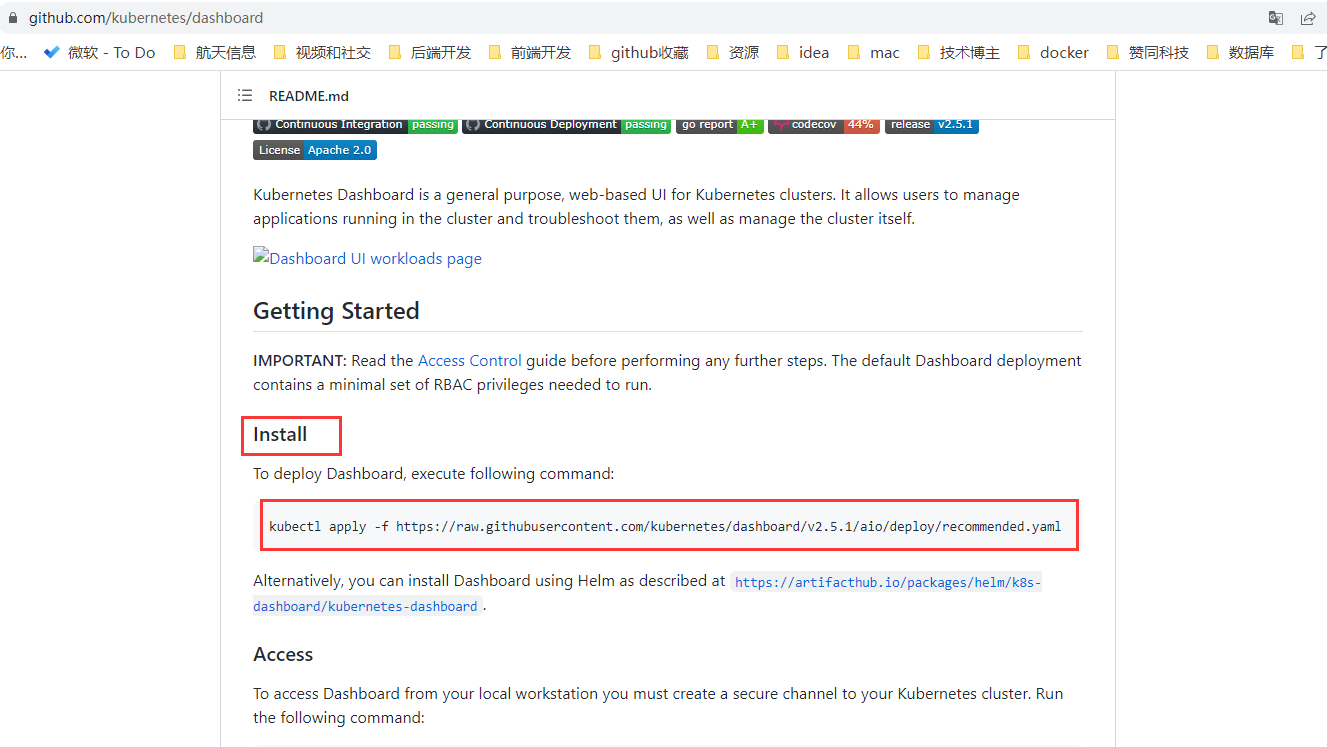 github.com/kubernetes/dashboard
你... 微软 - To Do 航天信息 视频和社交 后端开发 前端开发 github收藏 资源 idea mac 技术博主 docker 赞同科技 数据库 了
README.md
Continuous Integration passing Continuous Deployment passing go report A+ codecov 44% release v2.5.1
License Apache 2.0
Kubernetes Dashboard is a general purpose, web-based UI for Kubernetes clusters. It allows users to manage
applications running in the cluster and troubleshoot them, as well as manage the cluster itself.
Dashboard UI workloads page
Getting Started
IMPORTANT: Read the Access Control guide before performing any further steps. The default Dashboard deployment
contains a minimal set of RBAC privileges needed to run.
Install
To deploy Dashboard, execute following command:
kubectl apply -f https://raw.githubusercontent.com/kubernetes/dashboard/v2.5.1/aio/deploy/recommended.yaml
Alternatively, you can install Dashboard using Helm as described at https://artifacthub.io/packages/helm/k8s-
dashboard/kubernetes-dashboard .
Access
To access Dashboard from your local workstation you must create a secure channel to your Kubernetes cluster. Run
the following command: